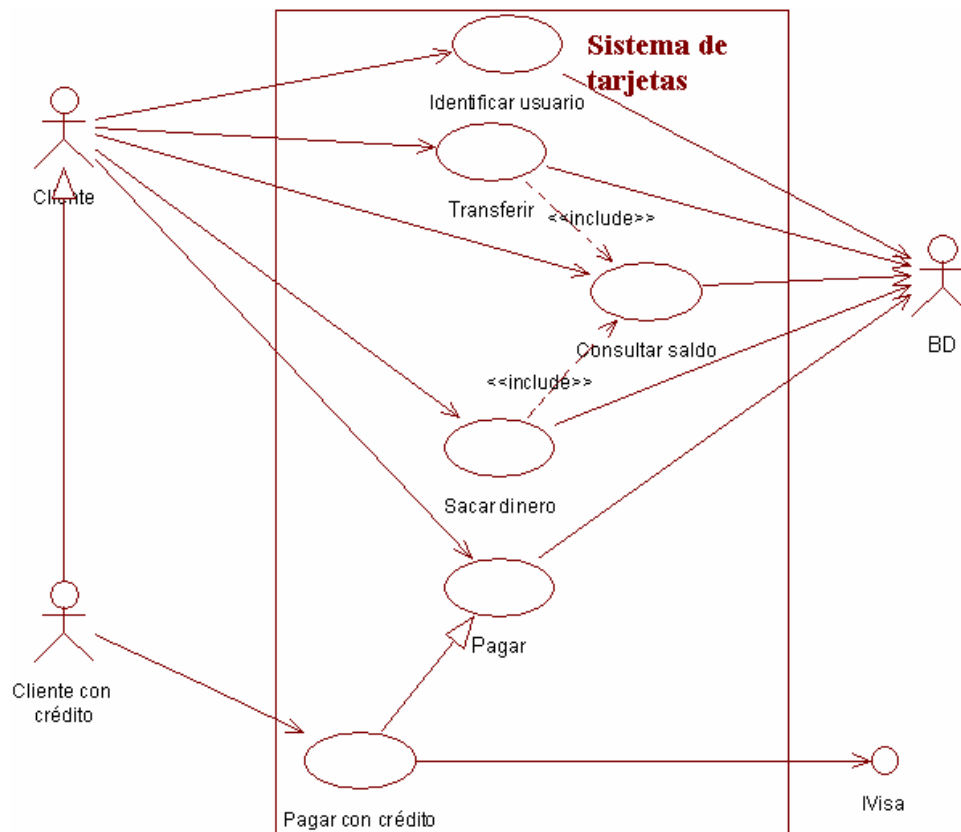 Sistema de
tarjetas
Identificar usuario
Cliente
Transferir
<<include>>
BD
Consultar saldo
<<include>>
Sacar dinero
Pagar
Cliente con
crédito
IVisa
Pagar con crédito